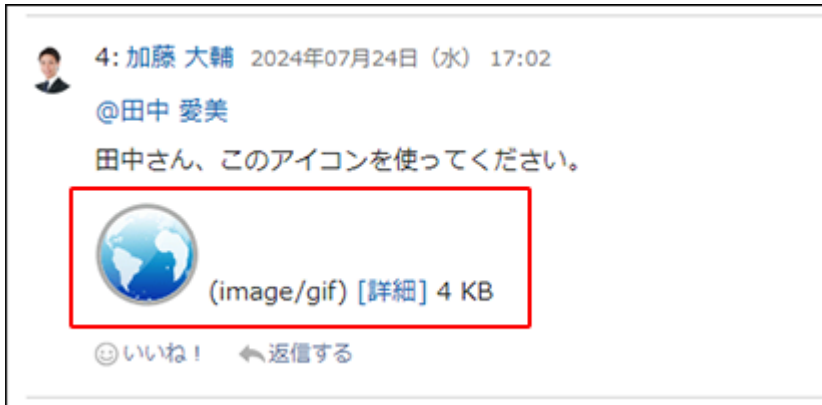 4: 加藤 大輔 2024年07月24日（水） 17:02
@田中 愛美
田中さん、このアイコンを使ってください。
(image/gif) [詳細] 4 KB
いいね！ 返信する